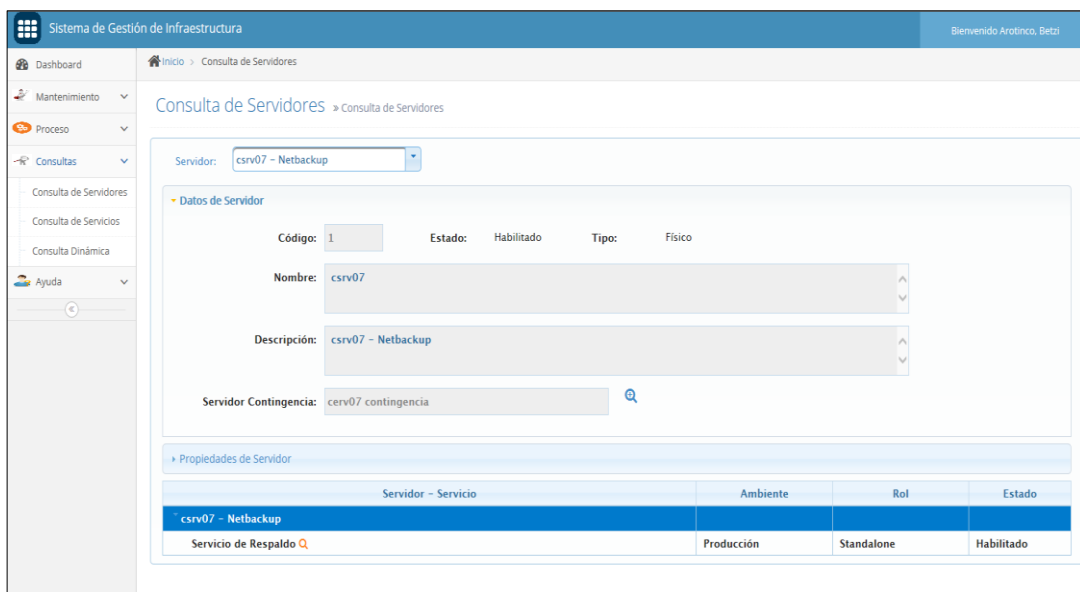 Sistema de Gestión de Infraestructura
Bienvenido Arotinco, Betzi
Dashboard
Mantenimiento
Proceso
Consultas
Consulta de Servidores
Consulta de Servicios
Consulta Dinámica
Ayuda
Inicio > Consulta de Servidores
Consulta de Servidores » Consulta de Servidores
Servidor: csrv07 - Netbackup
Datos de Servidor
Código: 1 Estado: Habilitado Tipo: Físico
Nombre: csrv07
Descripción: csrv07 - Netbackup
Servidor Contingencia: cerv07 contingencia
Propiedades de Servidor
Servidor - Servicio Ambiente Rol Estado
csrv07 - Netbackup
Servicio de Respaldo Producción Standalone Habilitado